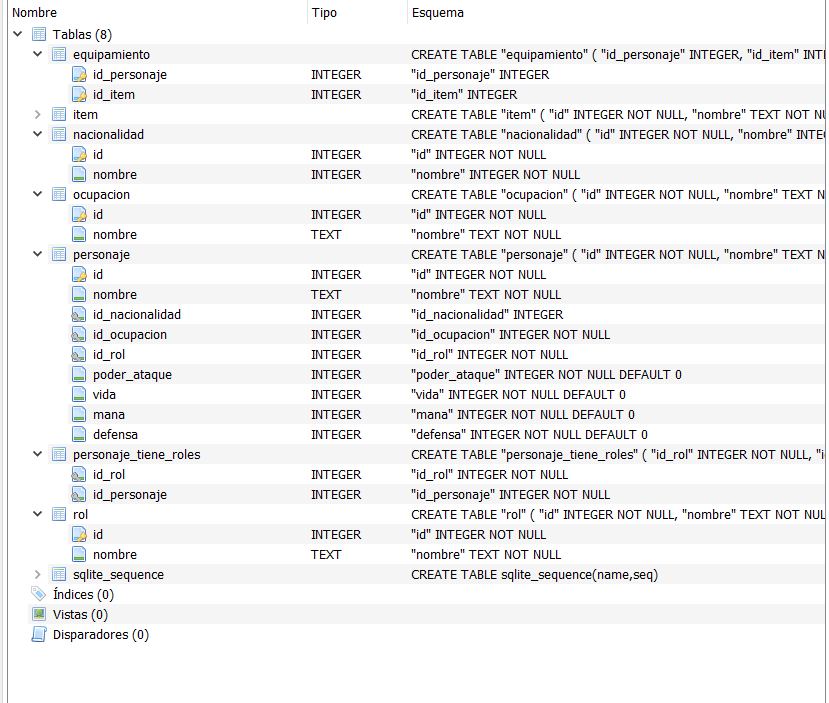 Nombre Tipo Esquema
Tablas (8)
equipamiento CREATE TABLE "equipamiento" ( "id_personaje" INTEGER, "id_item" INTE
id_personaje INTEGER "id_personaje" INTEGER
id_item INTEGER "id_item" INTEGER
item CREATE TABLE "item" ( "id" INTEGER NOT NULL, "nombre" TEXT NOT NU
nacionalidad CREATE TABLE "nacionalidad" ( "id" INTEGER NOT NULL, "nombre" INTEG
id INTEGER "id" INTEGER NOT NULL
nombre INTEGER "nombre" INTEGER NOT NULL
ocupacion CREATE TABLE "ocupacion" ( "id" INTEGER NOT NULL, "nombre" TEXT N
id INTEGER "id" INTEGER NOT NULL
nombre TEXT "nombre" TEXT NOT NULL
personaje CREATE TABLE "personaje" ( "id" INTEGER NOT NULL, "nombre" TEXT N
id INTEGER "id" INTEGER NOT NULL
nombre TEXT "nombre" TEXT NOT NULL
id_nacionalidad INTEGER "id_nacionalidad" INTEGER
id_ocupacion INTEGER "id_ocupacion" INTEGER NOT NULL
id_rol INTEGER "id_rol" INTEGER NOT NULL
poder_ataque INTEGER "poder_ataque" INTEGER NOT NULL DEFAULT 0
vida INTEGER "vida" INTEGER NOT NULL DEFAULT 0
mana INTEGER "mana" INTEGER NOT NULL DEFAULT 0
defensa INTEGER "defensa" INTEGER NOT NULL DEFAULT 0
personaje_tiene_roles CREATE TABLE "personaje_tiene_roles" ( "id_rol" INTEGER NOT NULL, "i
id_rol INTEGER "id_rol" INTEGER NOT NULL
id_personaje INTEGER "id_personaje" INTEGER NOT NULL
rol CREATE TABLE "rol" ( "id" INTEGER NOT NULL, "nombre" TEXT NOT NUL
id INTEGER "id" INTEGER NOT NULL
nombre TEXT "nombre" TEXT NOT NULL
sqlite_sequence CREATE TABLE sqlite_sequence(name,seq)
Índices (0)
Vistas (0)
Disparadores (0)